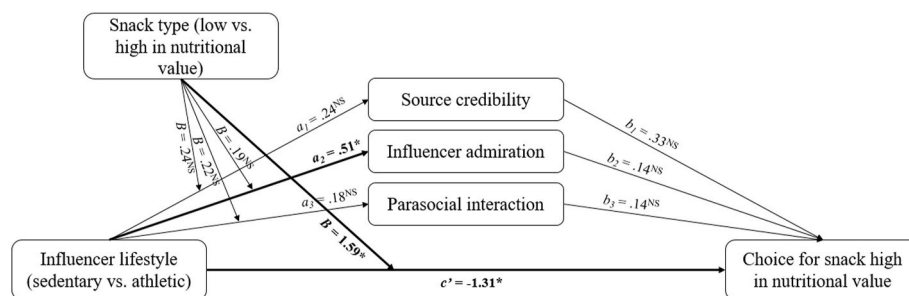 Snack type (low vs.
high in nutritional
value)
Source credibility
Influencer admiration
Parasocial interaction
Influencer lifestyle
(sedentary vs. athletic)
Choice for snack high
in nutritional value
B = .24NS
B = .22NS
B = .19NS
B = 1.59*
a1 = .24NS
a2 = .51*
a3 = .18NS
b1 = .33NS
b2 = .14NS
b3 = .14NS
c' = -1.31*